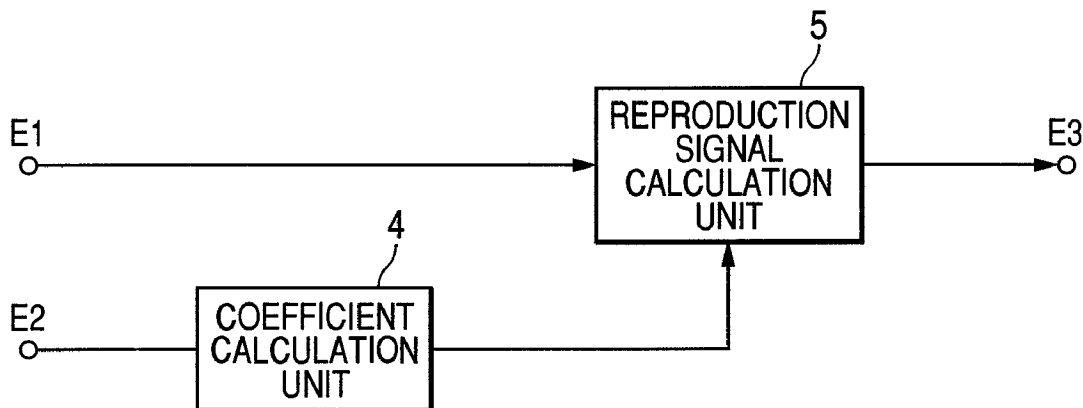 5
REPRODUCTION
SIGNAL
CALCULATION
UNIT
E1
E3
4
E2
COEFFICIENT
CALCULATION
UNIT